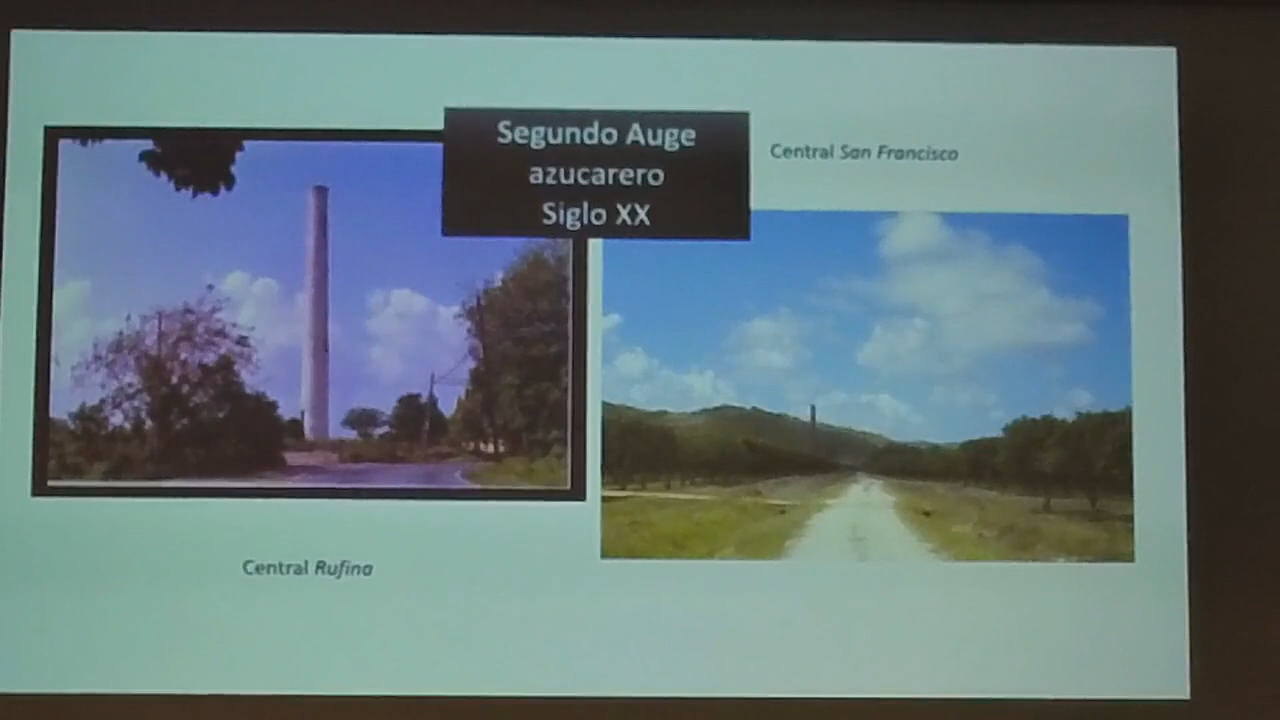 Segundo Auge
azucarero
Siglo XX
Central San Francisco
Central Rufina